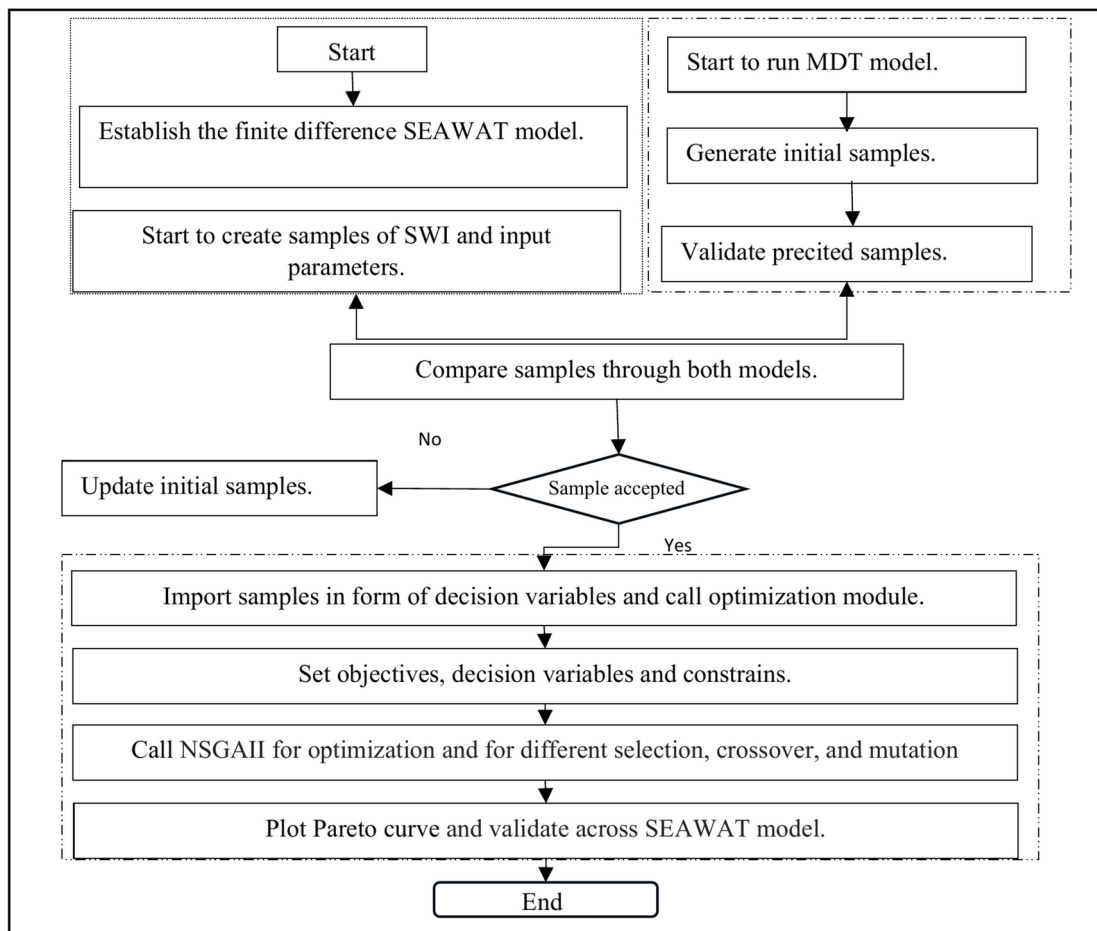 Start
Establish the finite difference SEAWAT model.
Start to create samples of SWI and input
parameters.
Start to run MDT model.
Generate initial samples.
Validate precited samples.
Compare samples through both models.
No
Update initial samples.
Sample accepted
Yes
Import samples in form of decision variables and call optimization module.
Set objectives, decision variables and constrains.
Call NSGAII for optimization and for different selection, crossover, and mutation
Plot Pareto curve and validate across SEAWAT model.
End